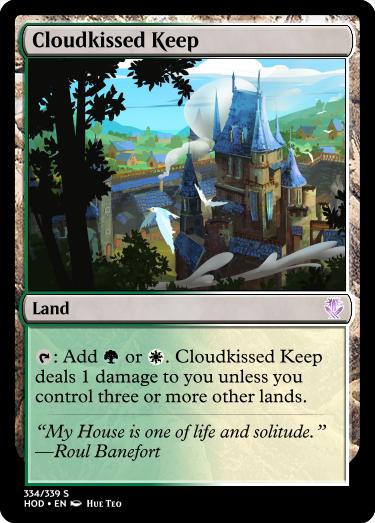 Cloudkissed Keep
Land
: Add or . Cloudkissed Keep
deals 1 damage to you unless you
control three or more other lands.
“My House is one of life and solitude.”
—Roul Banefort
334/339 S
HOD • EN Hue Teo